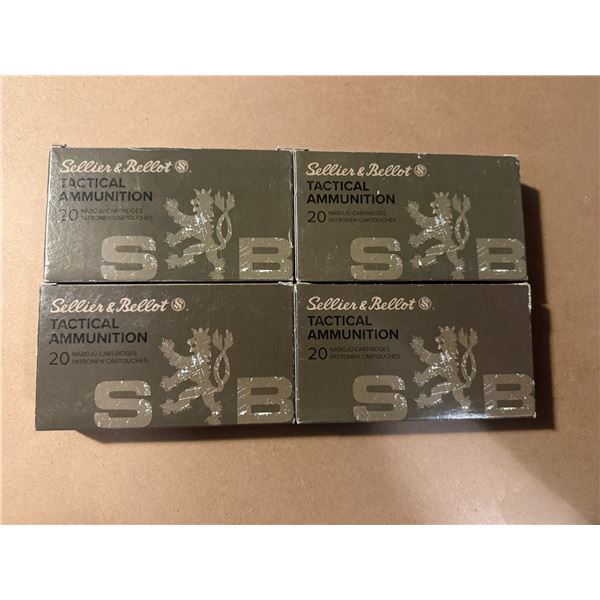 Sellier & Bellot S
TACTICAL
AMMUNITION
20 NÁBOJŮ CARTRIDGES
PATRONEN CARTOUCHES
S B
Sellier & Bellot S
TACTICAL
AMMUNITION
20 NÁBOJŮ CARTRIDGES
PATRONEN CARTOUCHES
S B
Sellier & Bellot S
TACTICAL
AMMUNITION
20 NÁBOJŮ CARTRIDGES
PATRONEN CARTOUCHES
S B
Sellier & Bellot S
TACTICAL
AMMUNITION
20 NÁBOJŮ CARTRIDGES
PATRONEN CARTOUCHES
S B